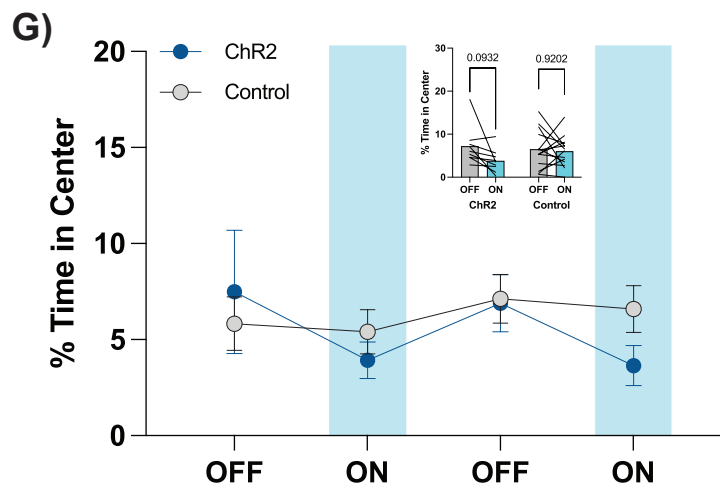 G)
% Time in Center
20
15
10
5
0
ChR2
Control
OFF
ON
OFF
ON
% Time in Center
30
20
10
0
0.0932
0.9202
OFF
ON
OFF
ON
ChR2
Control